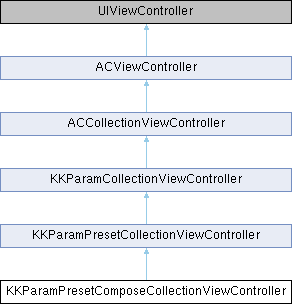 UIViewController
ACViewController
ACCollectionViewController
KKParamCollectionViewController
KKParamPresetCollectionViewController
KKParamPresetComposeCollectionViewController